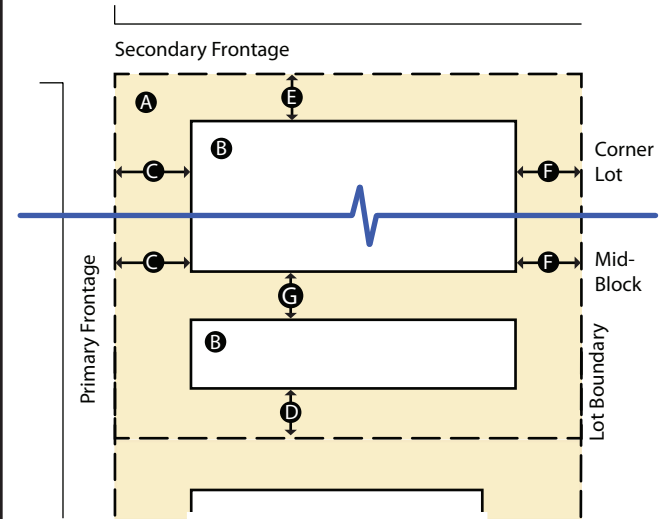 Secondary Frontage
A
E
B
Corner
Lot
C
F
C
F
Mid-
Block
G
Primary Frontage
B
Lot Boundary
D